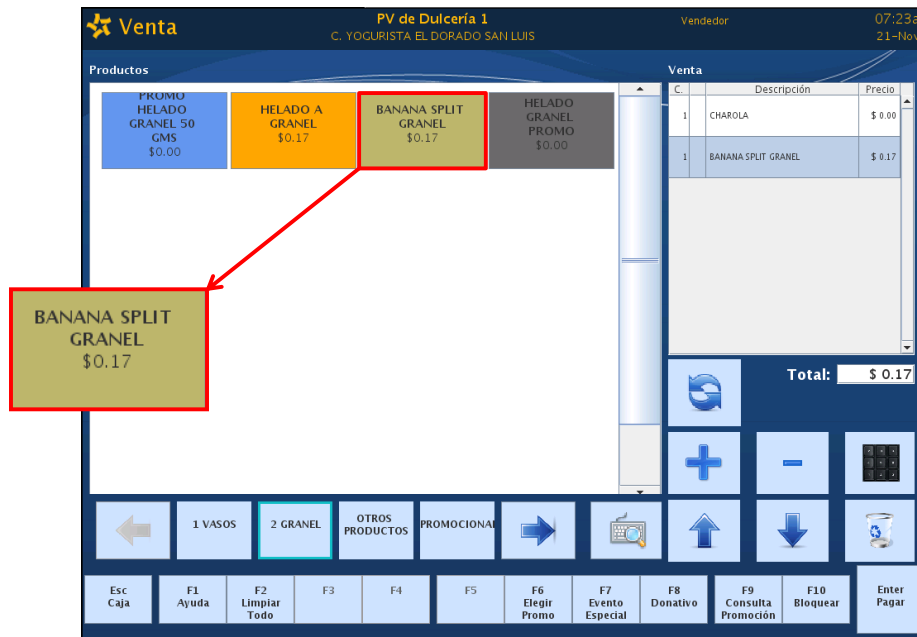 Venta
PV de Dulcería 1
C. YOGURISTA EL DORADO SAN LUIS
Vendedor
07:23a
21-Nov
Productos
PROMO
HELADO
GRANEL 50
GMS
$0.00
HELADO A
GRANEL
$0.17
BANANA SPLIT
GRANEL
$0.17
HELADO
GRANEL
PROMO
$0.00
BANANA SPLIT
GRANEL
$0.17
Venta
C. Descripción Precio
1 CHAROLA $ 0.00
1 BANANA SPLIT GRANEL $ 0.17
Total: $ 0.17
1 VASOS
2 GRANEL
OTROS
PRODUCTOS
PROMOCIONAL
Esc
Caja
F1
Ayuda
F2
Limpiar
Todo
F3
F4
F5
F6
Elegir
Promo
F7
Evento
Especial
F8
Donativo
F9
Consulta
Promoción
F10
Bloquear
Enter
Pagar